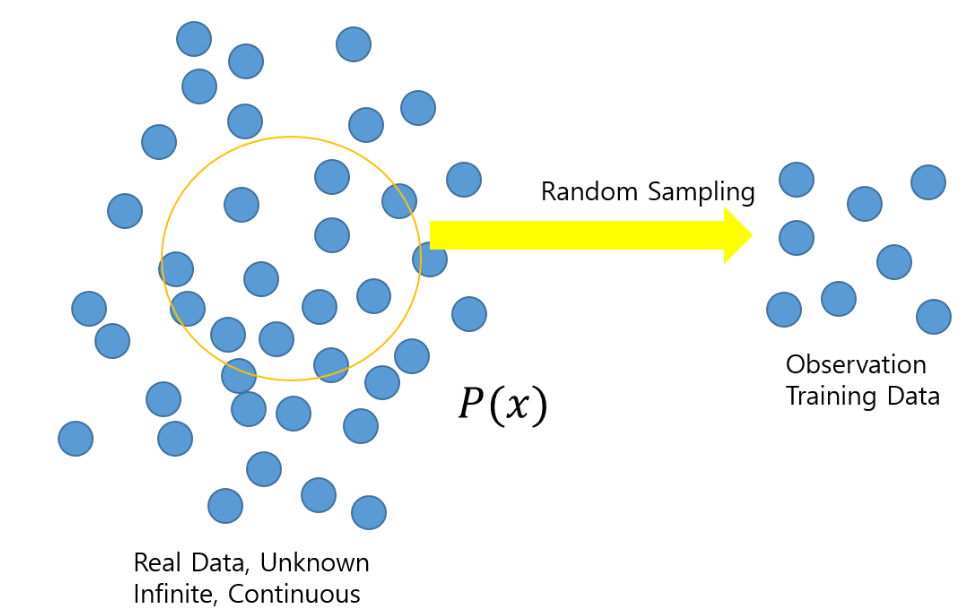 Random Sampling
Observation
Training Data
P(x)
Real Data, Unknown
Infinite, Continuous